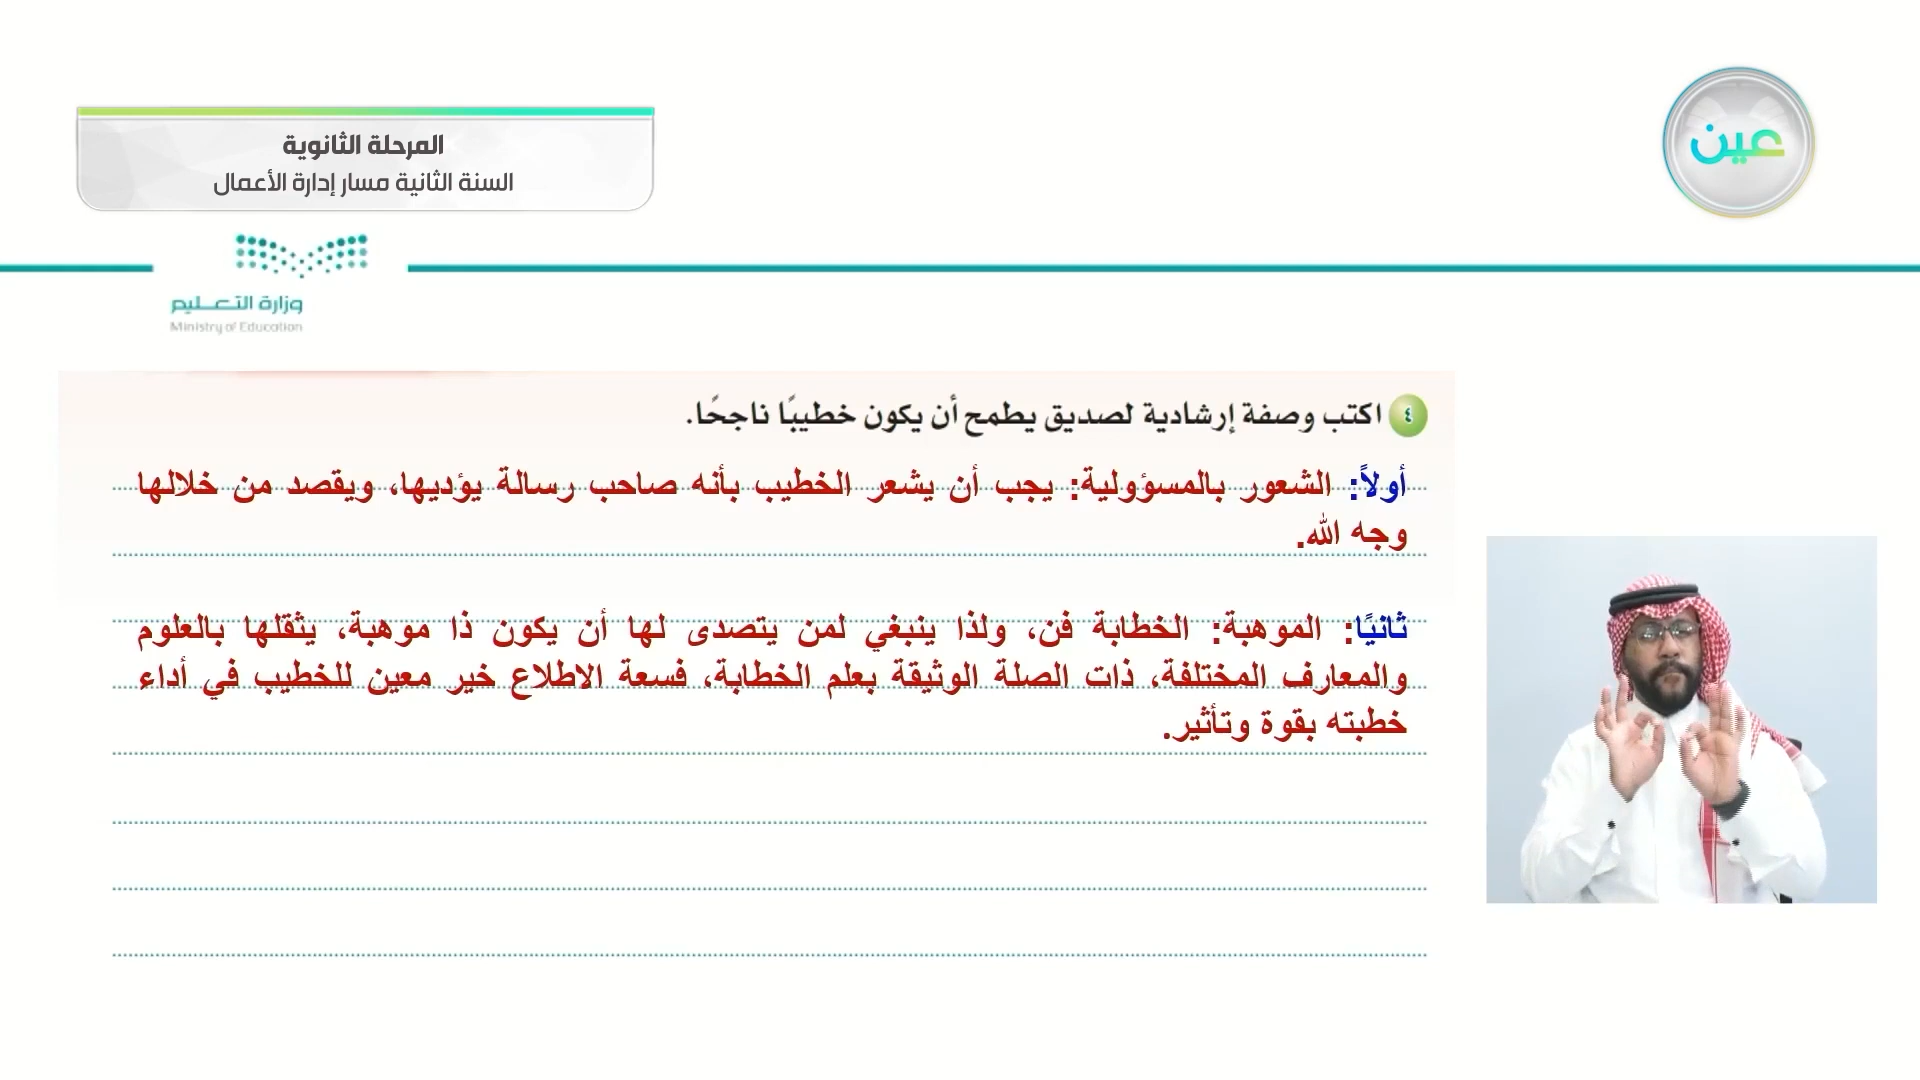 المرحلة الثانوية
السنة الثانية مسار إدارة الأعمال
عين
وزارة التعليم
Ministry of Education
٤ اكتب وصفة إرشادية لصديق يطمح أن يكون خطيبًا ناجحًا.
أولاً: الشعور بالمسؤولية: يجب أن يشعر الخطيب بأنه صاحب رسالة يؤديها، ويقصد من خلالها
وجه الله.
ثانيًا: الموهبة: الخطابة فن، ولذا ينبغي لمن يتصدى لها أن يكون ذا موهبة، يثقلها بالعلوم
والمعارف المختلفة، ذات الصلة الوثيقة بعلم الخطابة، فسعة الاطلاع خير معين للخطيب في أداء
خطبته بقوة وتأثير.